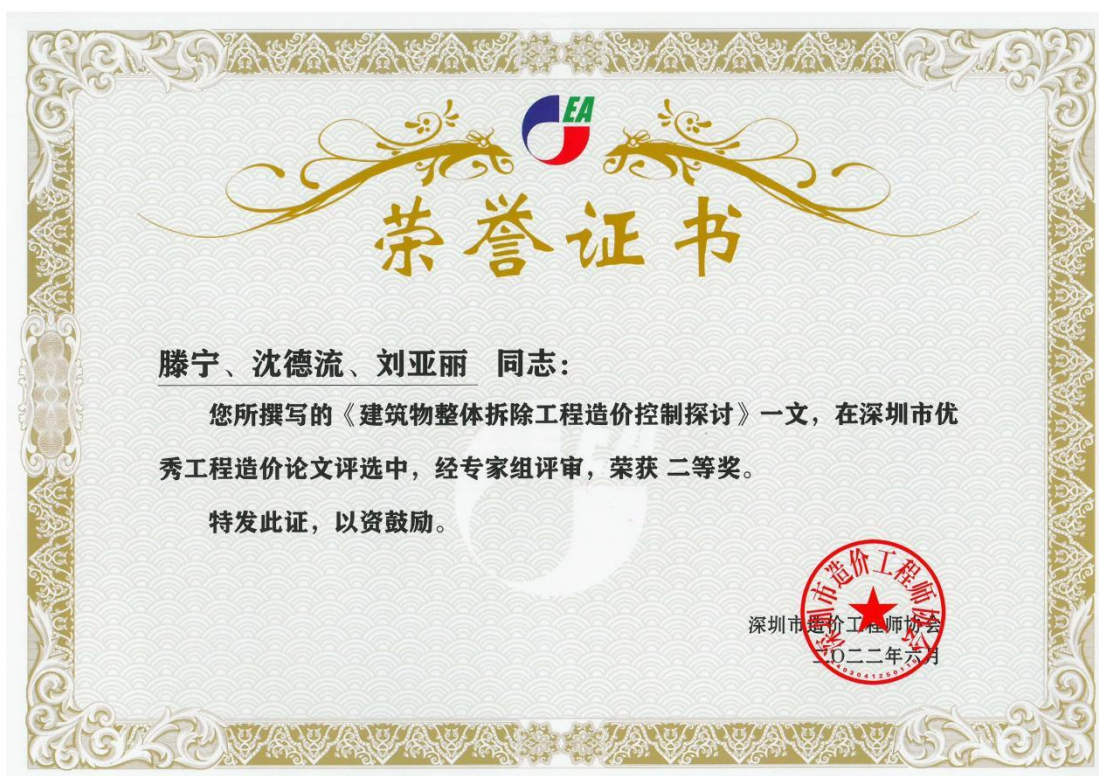 EA
荣誉证书
滕宁、沈德流、刘亚丽 同志：
您所撰写的《建筑物整体拆除工程造价控制探讨》一文，在深圳市优
秀工程造价论文评选中，经专家组评审，荣获 二等奖。
特发此证，以资鼓励。
深圳市造价工程师协会
深圳市造价工程师协会
二〇二二年六月